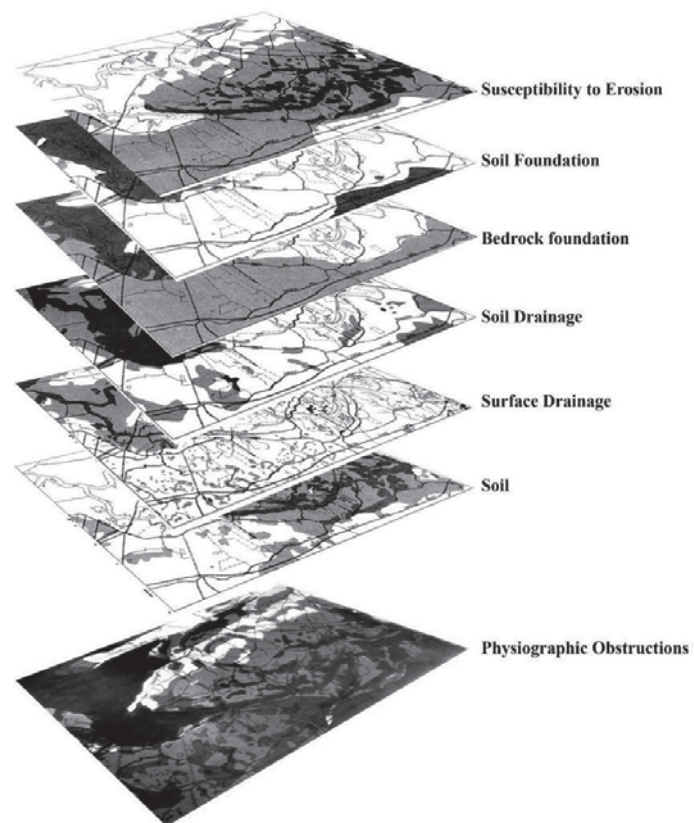 Susceptibility to Erosion
Soil Foundation
Bedrock foundation
Soil Drainage
Surface Drainage
Soil
Physiographic Obstructions